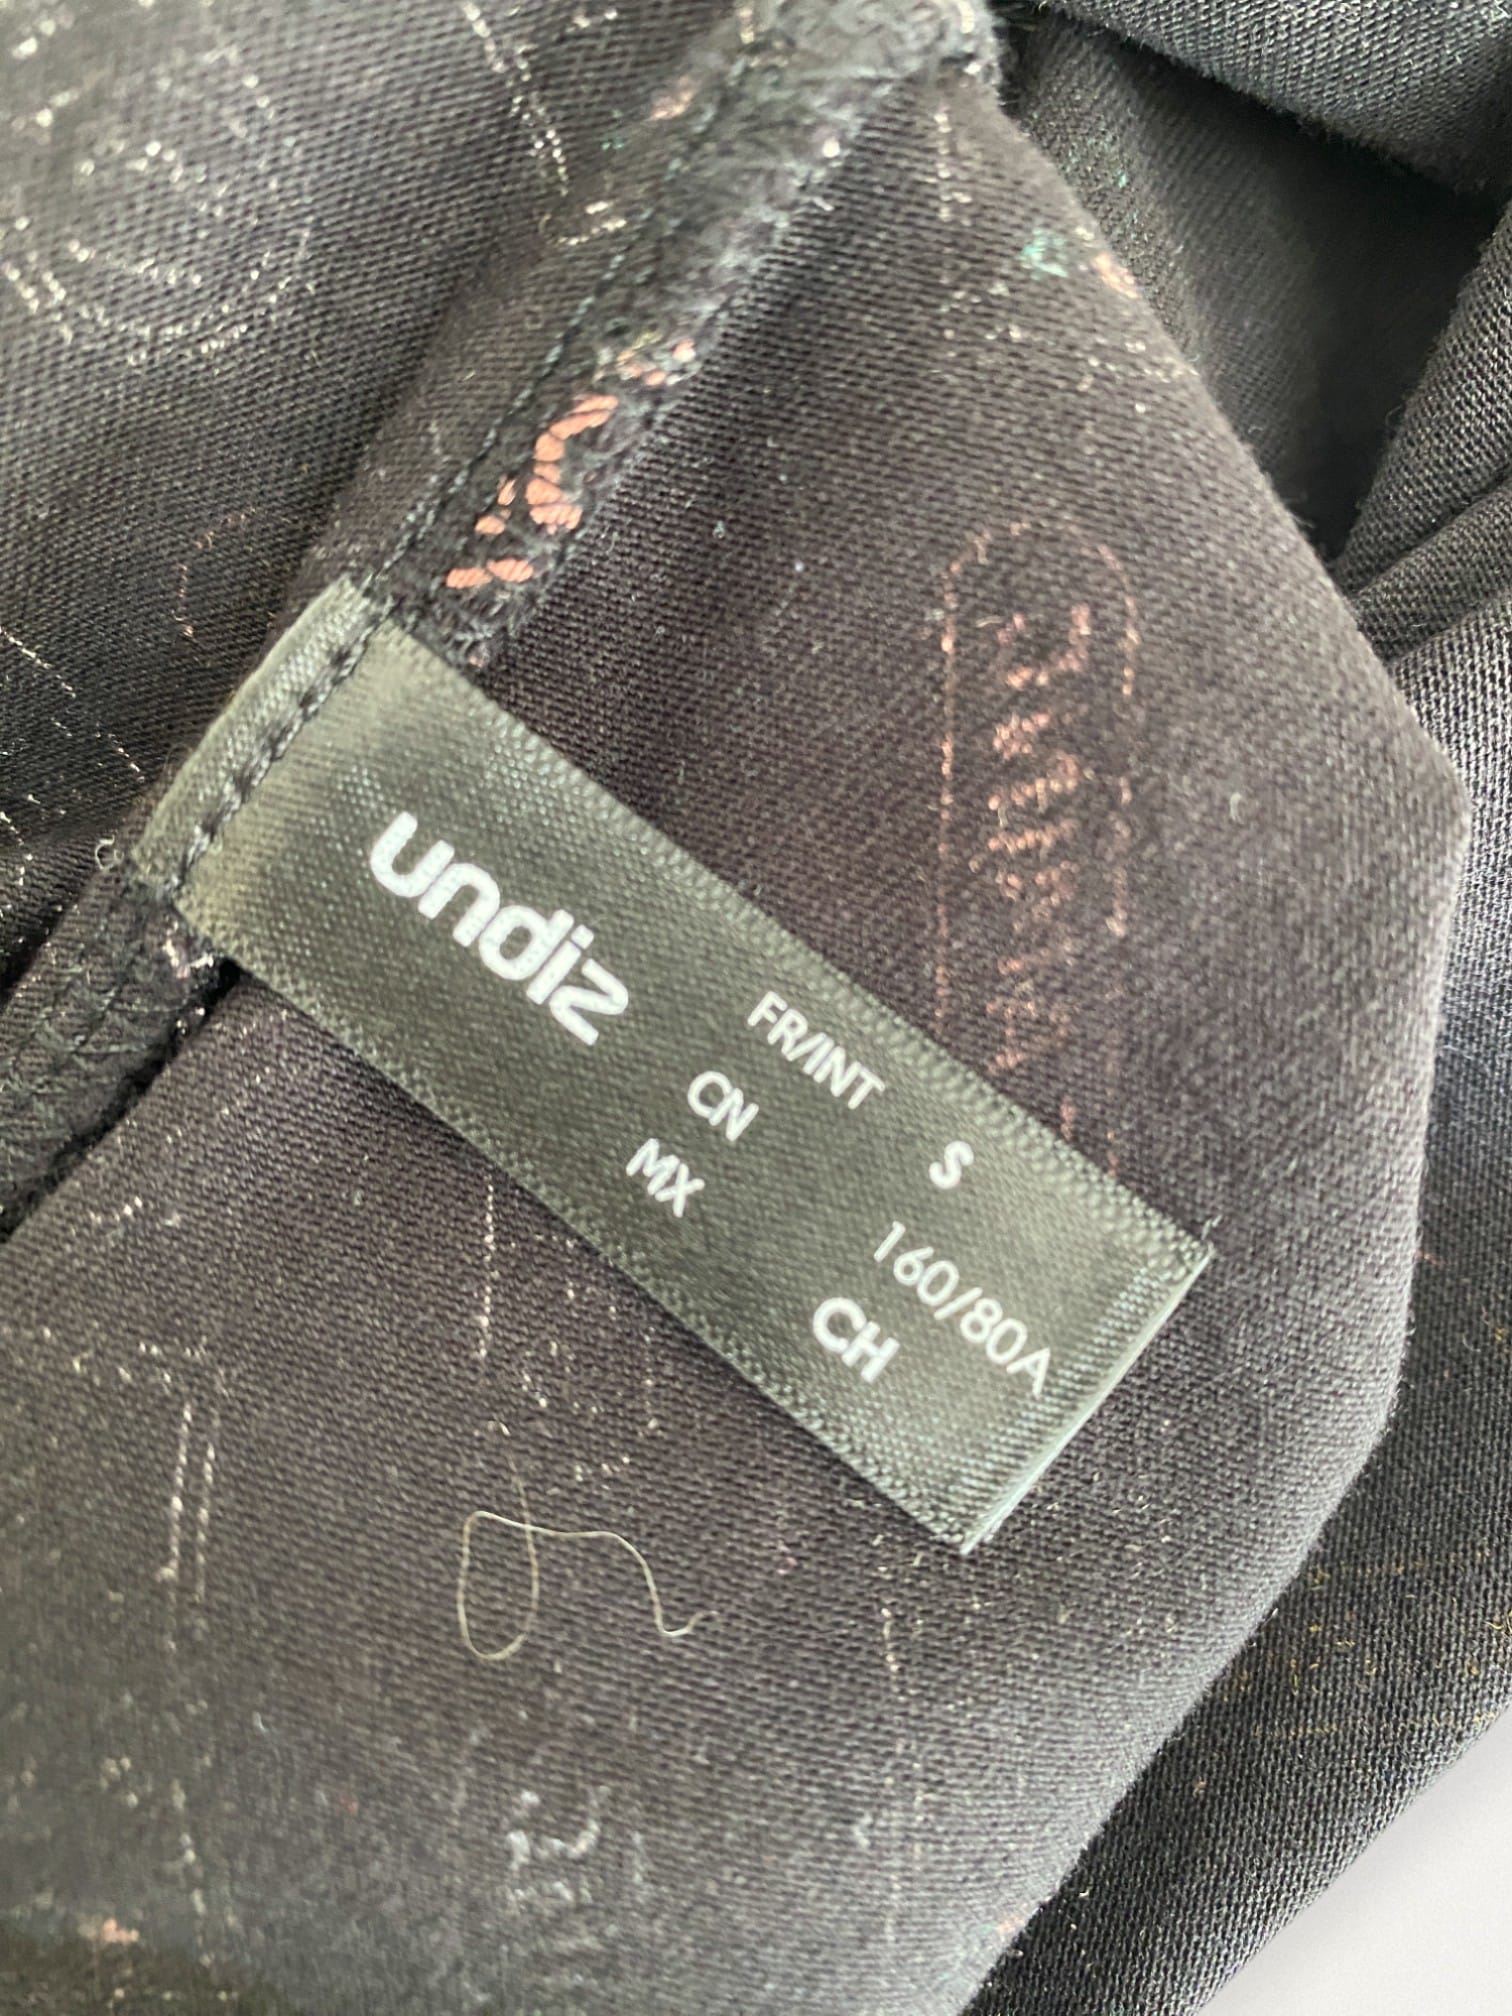 undiz
FR/INT S
CN 160/80A
MX CH